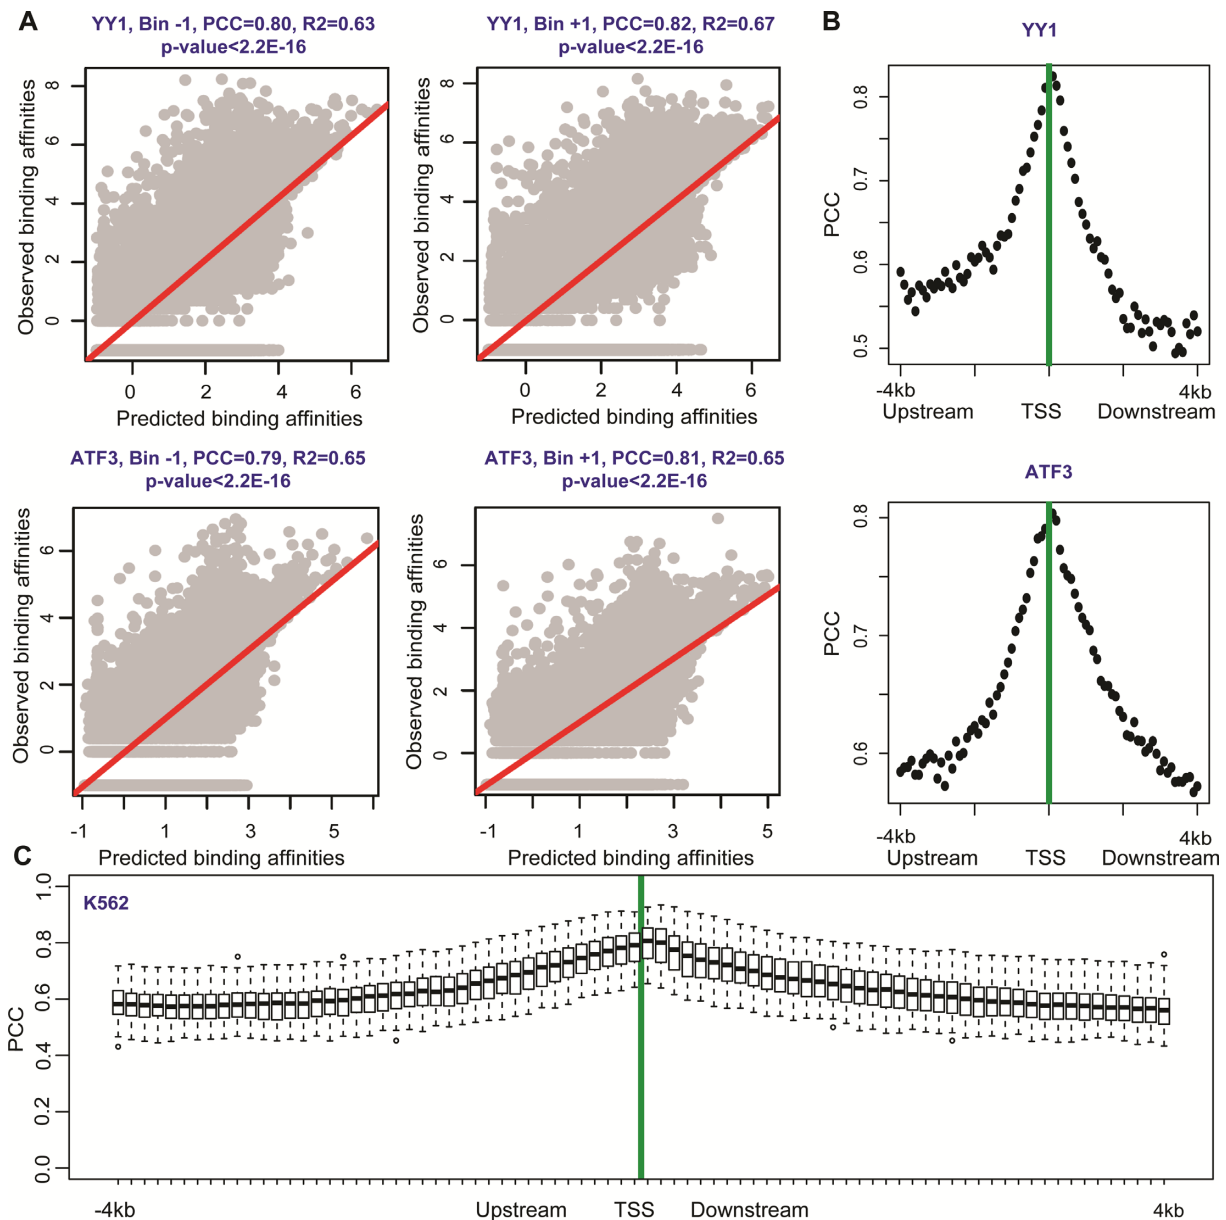 A
YY1, Bin -1, PCC=0.80, R2=0.63
p-value<2.2E-16
Observed binding affinities
8
6
4
2
0
0 2 4 6
Predicted binding affinities
YY1, Bin +1, PCC=0.82, R2=0.67
p-value<2.2E-16
Observed binding affinities
8
6
4
2
0
0 2 4 6
Predicted binding affinities
B
YY1
PCC
0.8
0.7
0.6
0.5
-4kb 4kb
Upstream TSS Downstream
ATF3, Bin -1, PCC=0.79, R2=0.65
p-value<2.2E-16
Observed binding affinities
6
4
2
0
-1 1 3 5
Predicted binding affinities
ATF3, Bin +1, PCC=0.81, R2=0.65
p-value<2.2E-16
Observed binding affinities
6
4
2
0
-1 1 3 5
Predicted binding affinities
ATF3
PCC
0.8
0.7
0.6
-4kb 4kb
Upstream TSS Downstream
C
K562
PCC
1.0
0.8
0.6
0.4
0.2
0.0
-4kb Upstream TSS Downstream 4kb